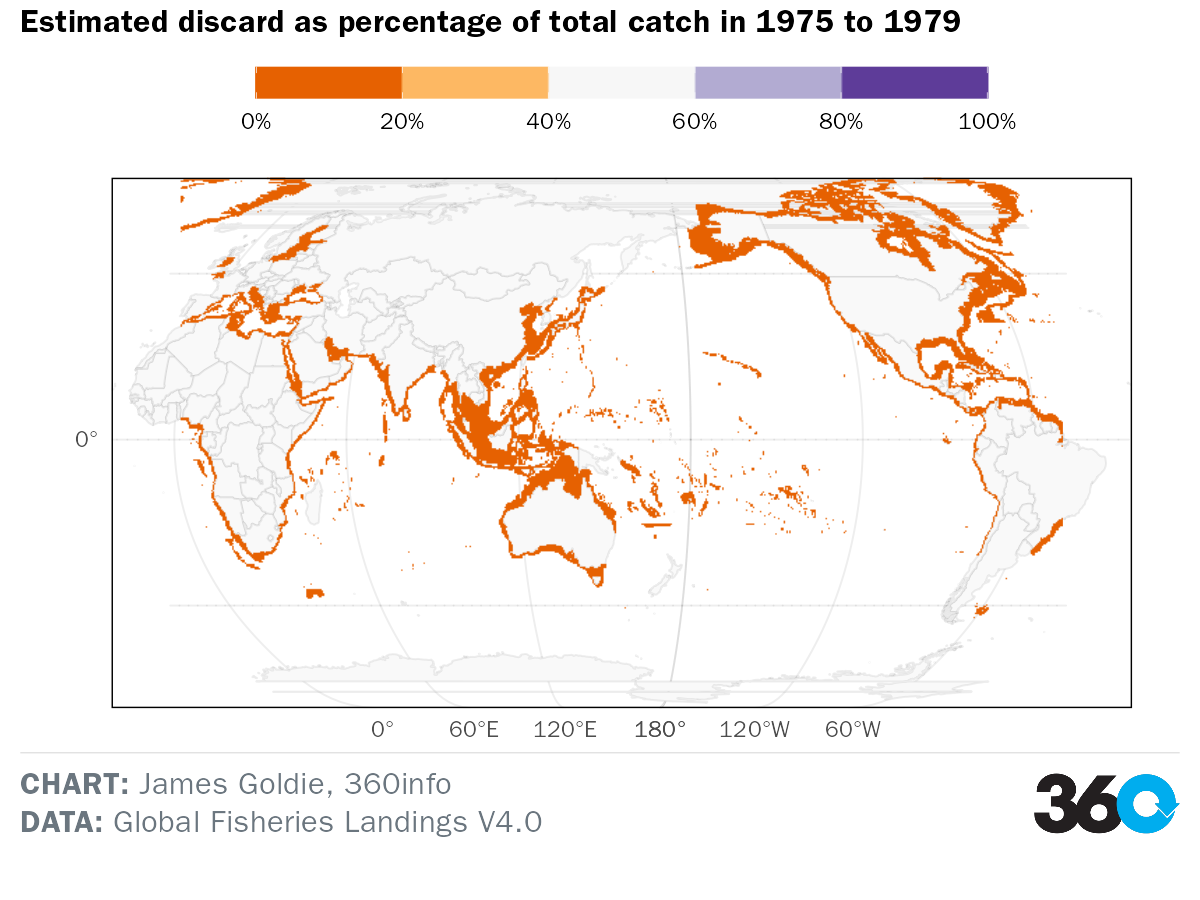 Estimated discard as percentage of total catch in 1975 to 1979
0% 20% 40% 60% 80% 100%
0°
0° 60°E 120°E 180° 120°W 60°W
CHART: James Goldie, 360info
DATA: Global Fisheries Landings V4.0
360